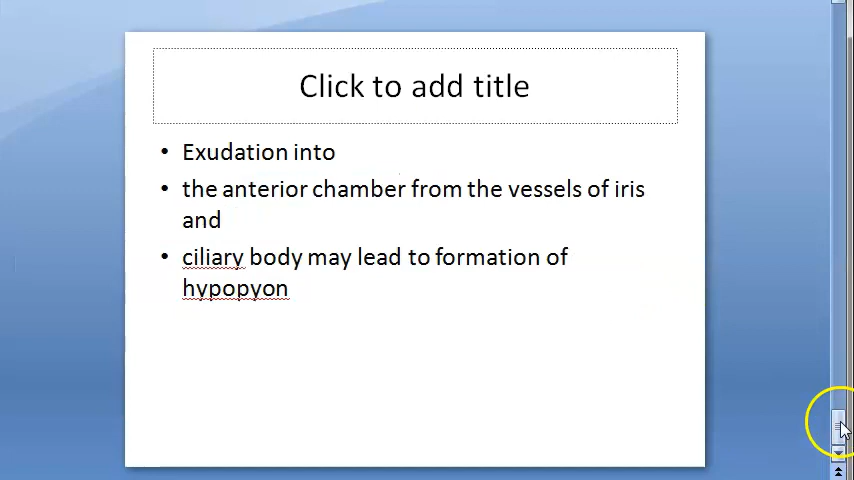 Click to add title
• Exudation into
• the anterior chamber from the vessels of iris
and
• ciliary body may lead to formation of
hypopyon